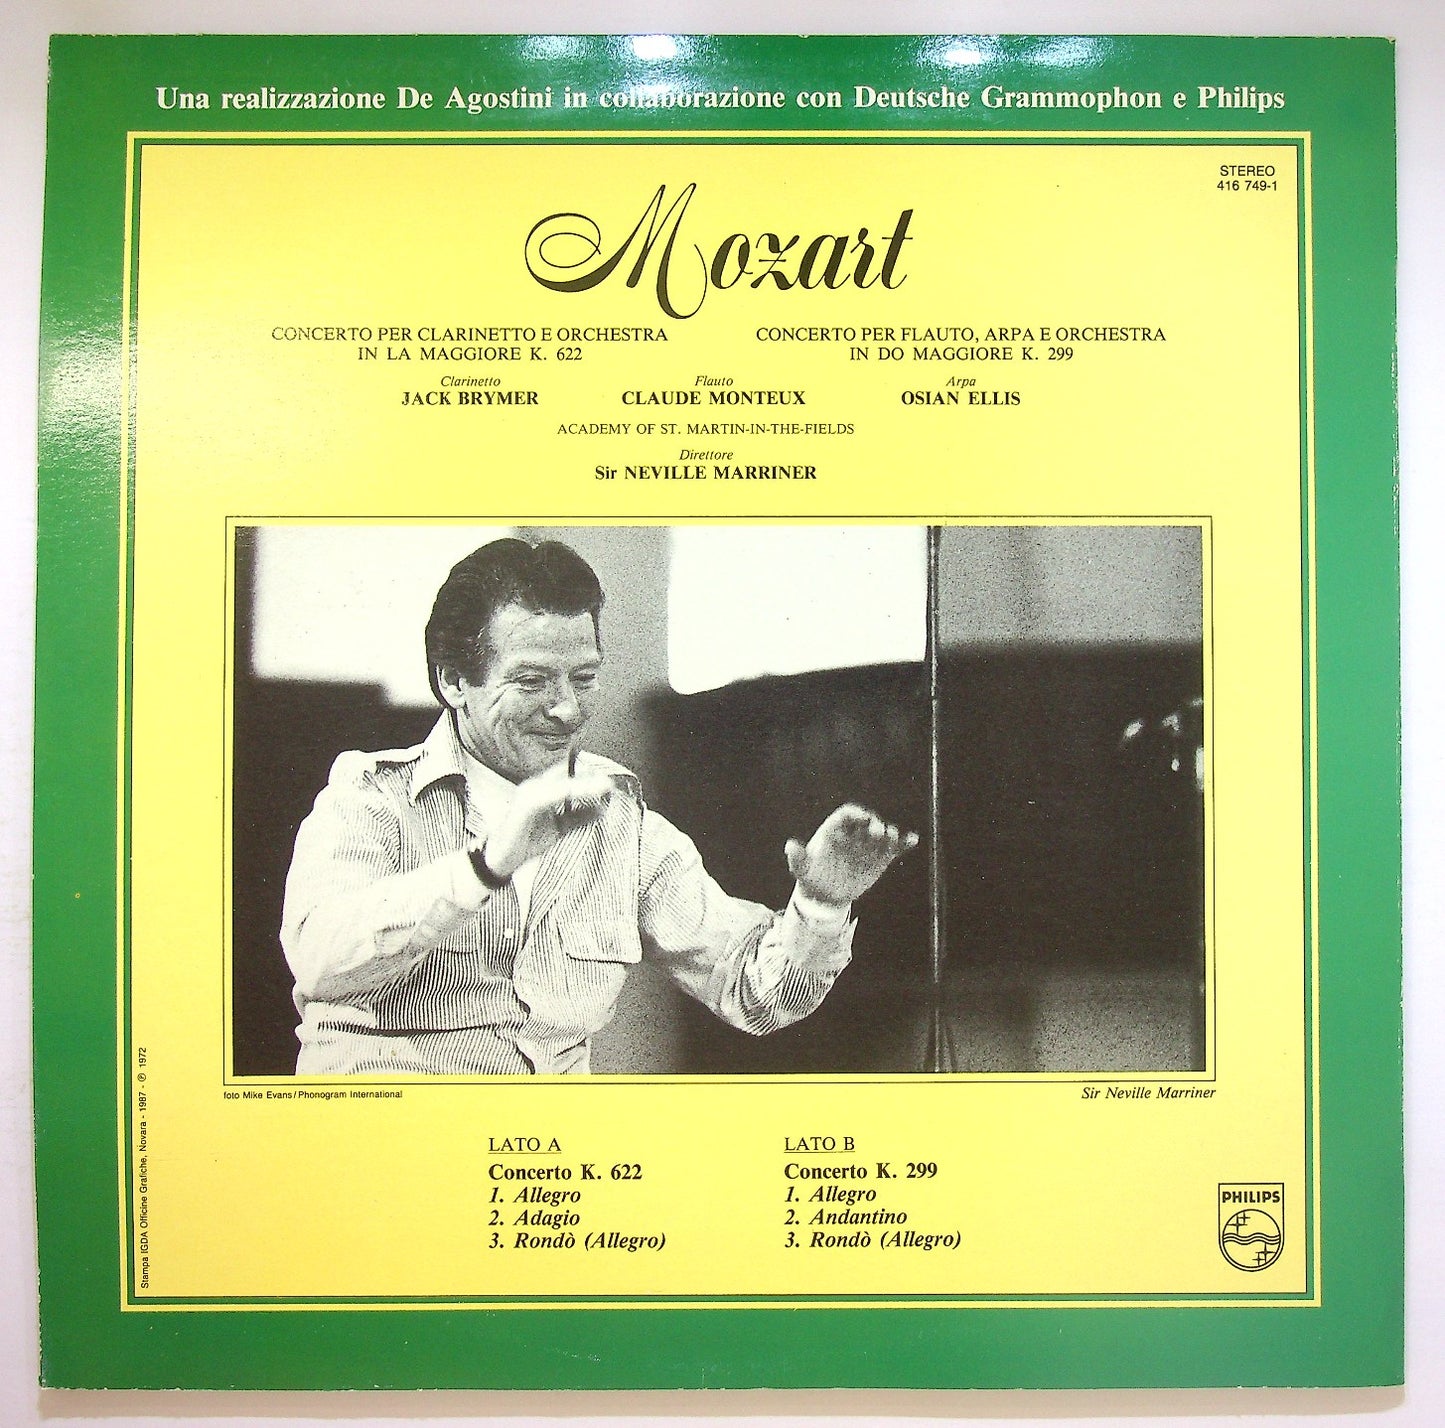 Una realizzazione De Agostini in collaborazione con Deutsche Grammophon e Philips
STEREO
416 749-1
Mozart
CONCERTO PER CLARINETTO E ORCHESTRA
IN LA MAGGIORE K. 622
CONCERTO PER FLAUTO, ARPA E ORCHESTRA
IN DO MAGGIORE K. 299
Clarinetto
JACK BRYMER
Flauto
CLAUDE MONTEUX
Arpa
OSIAN ELLIS
ACADEMY OF ST. MARTIN-IN-THE-FIELDS
Direttore
Sir NEVILLE MARRINER
foto Mike Evans/Phonogram International
Sir Neville Marriner
Stampa IGDA Officine Grafiche, Novara - 1987 - ℗ 1972
LATO A
Concerto K. 622
1. Allegro
2. Adagio
3. Rondò (Allegro)
LATO B
Concerto K. 299
1. Allegro
2. Andantino
3. Rondò (Allegro)
PHILIPS